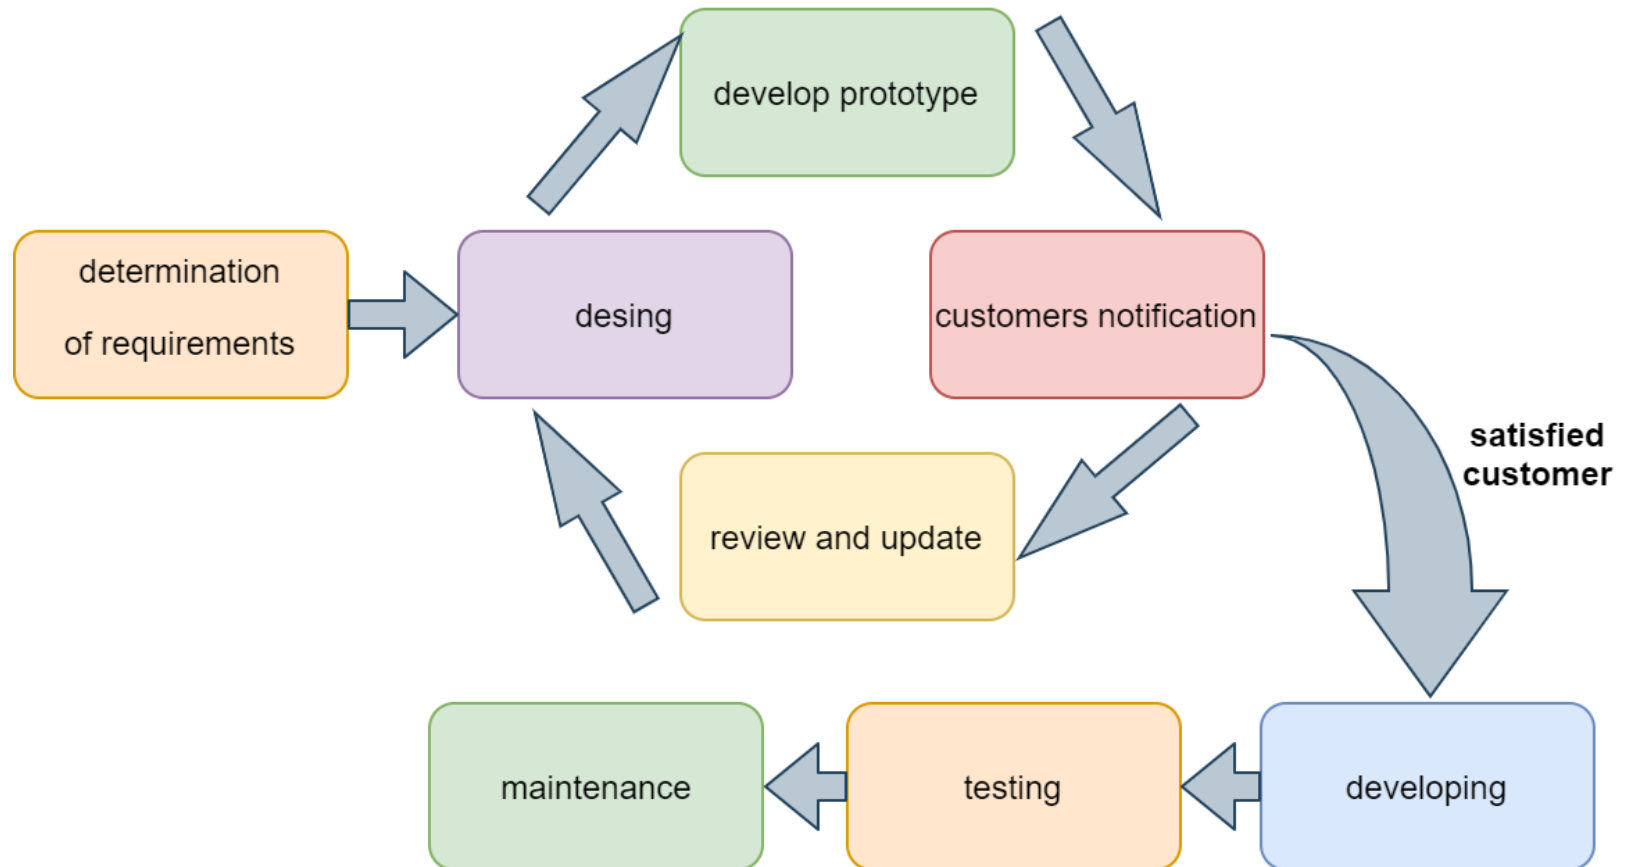 develop prototype
determination
of requirements
desing
customers notification
satisfied
customer
review and update
maintenance
testing
developing